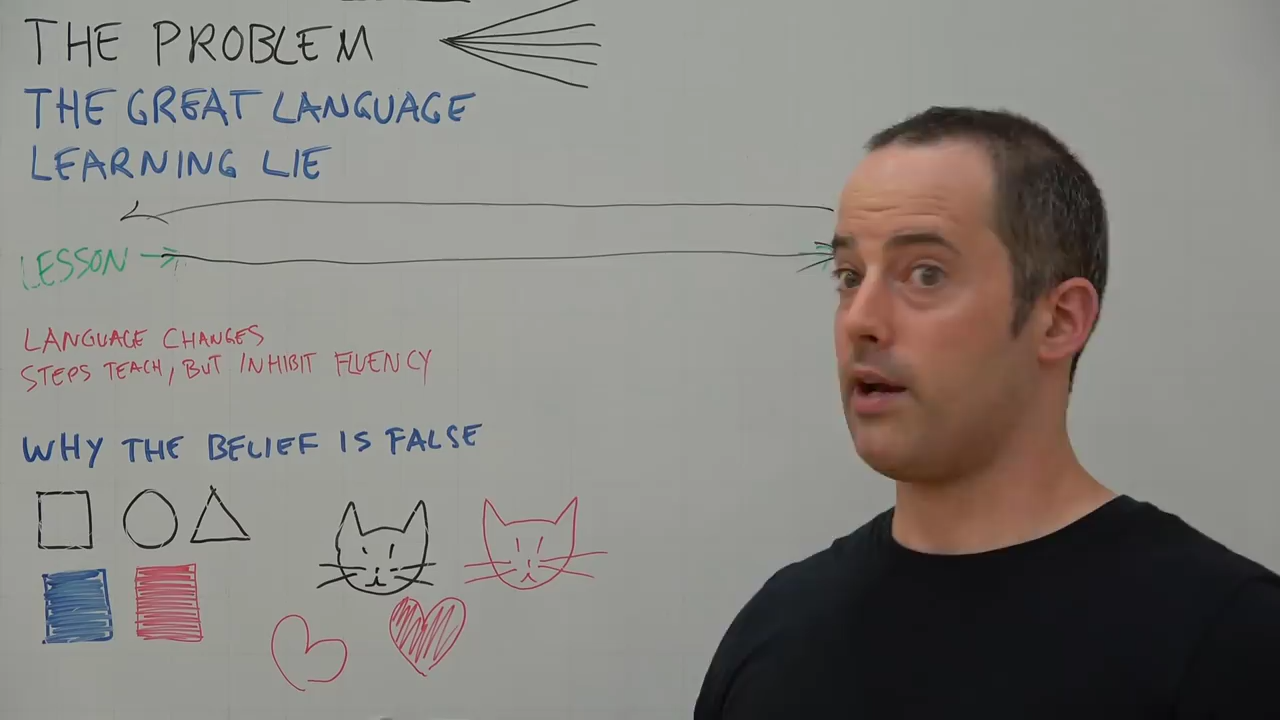 THE PROBLEM
THE GREAT LANGUAGE
LEARNING LIE
LESSON
LANGUAGE CHANGES
STEPS TEACH, BUT INHIBIT FLUENCY
WHY THE BELIEF IS FALSE